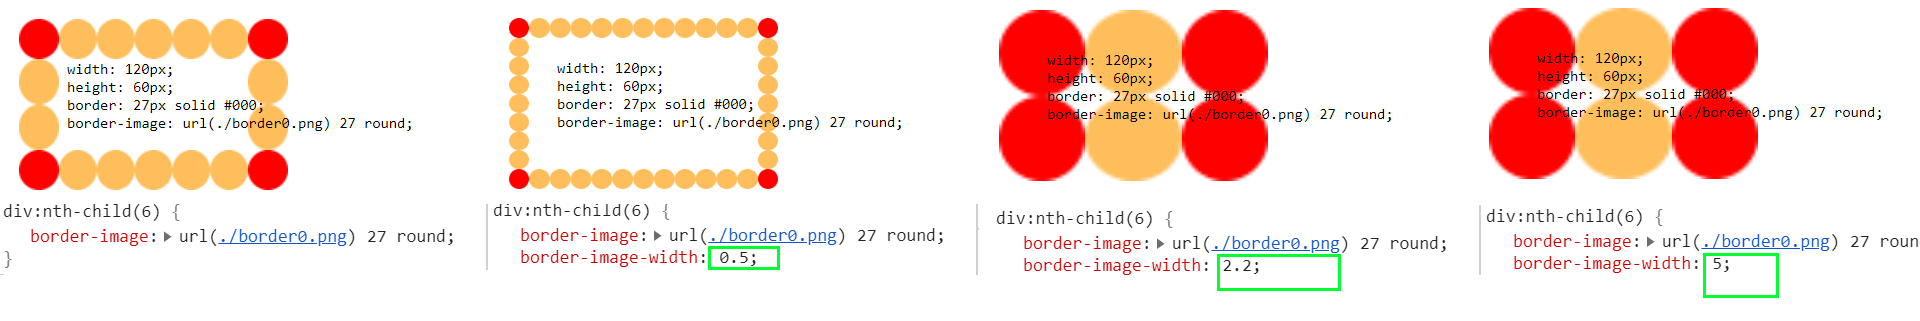 width: 120px;
height: 60px;
border: 27px solid #000;
border-image: url(./border0.png) 27 round;
div:nth-child(6) {
border-image: url(./border0.png) 27 round;
}
width: 120px;
height: 60px;
border: 27px solid #000;
border-image: url(./border0.png) 27 round;
div:nth-child(6) {
border-image: url(./border0.png) 27 round;
border-image-width: 0.5;
width: 120px;
height: 60px;
border: 27px solid #000;
border-image: url(./border0.png) 27 round;
div:nth-child(6) {
border-image: url(./border0.png) 27 round;
border-image-width: 2.2;
width: 120px;
height: 60px;
border: 27px solid #000;
border-image: url(./border0.png) 27 round;
div:nth-child(6) {
border-image: url(./border0.png) 27 roun
border-image-width: 5;